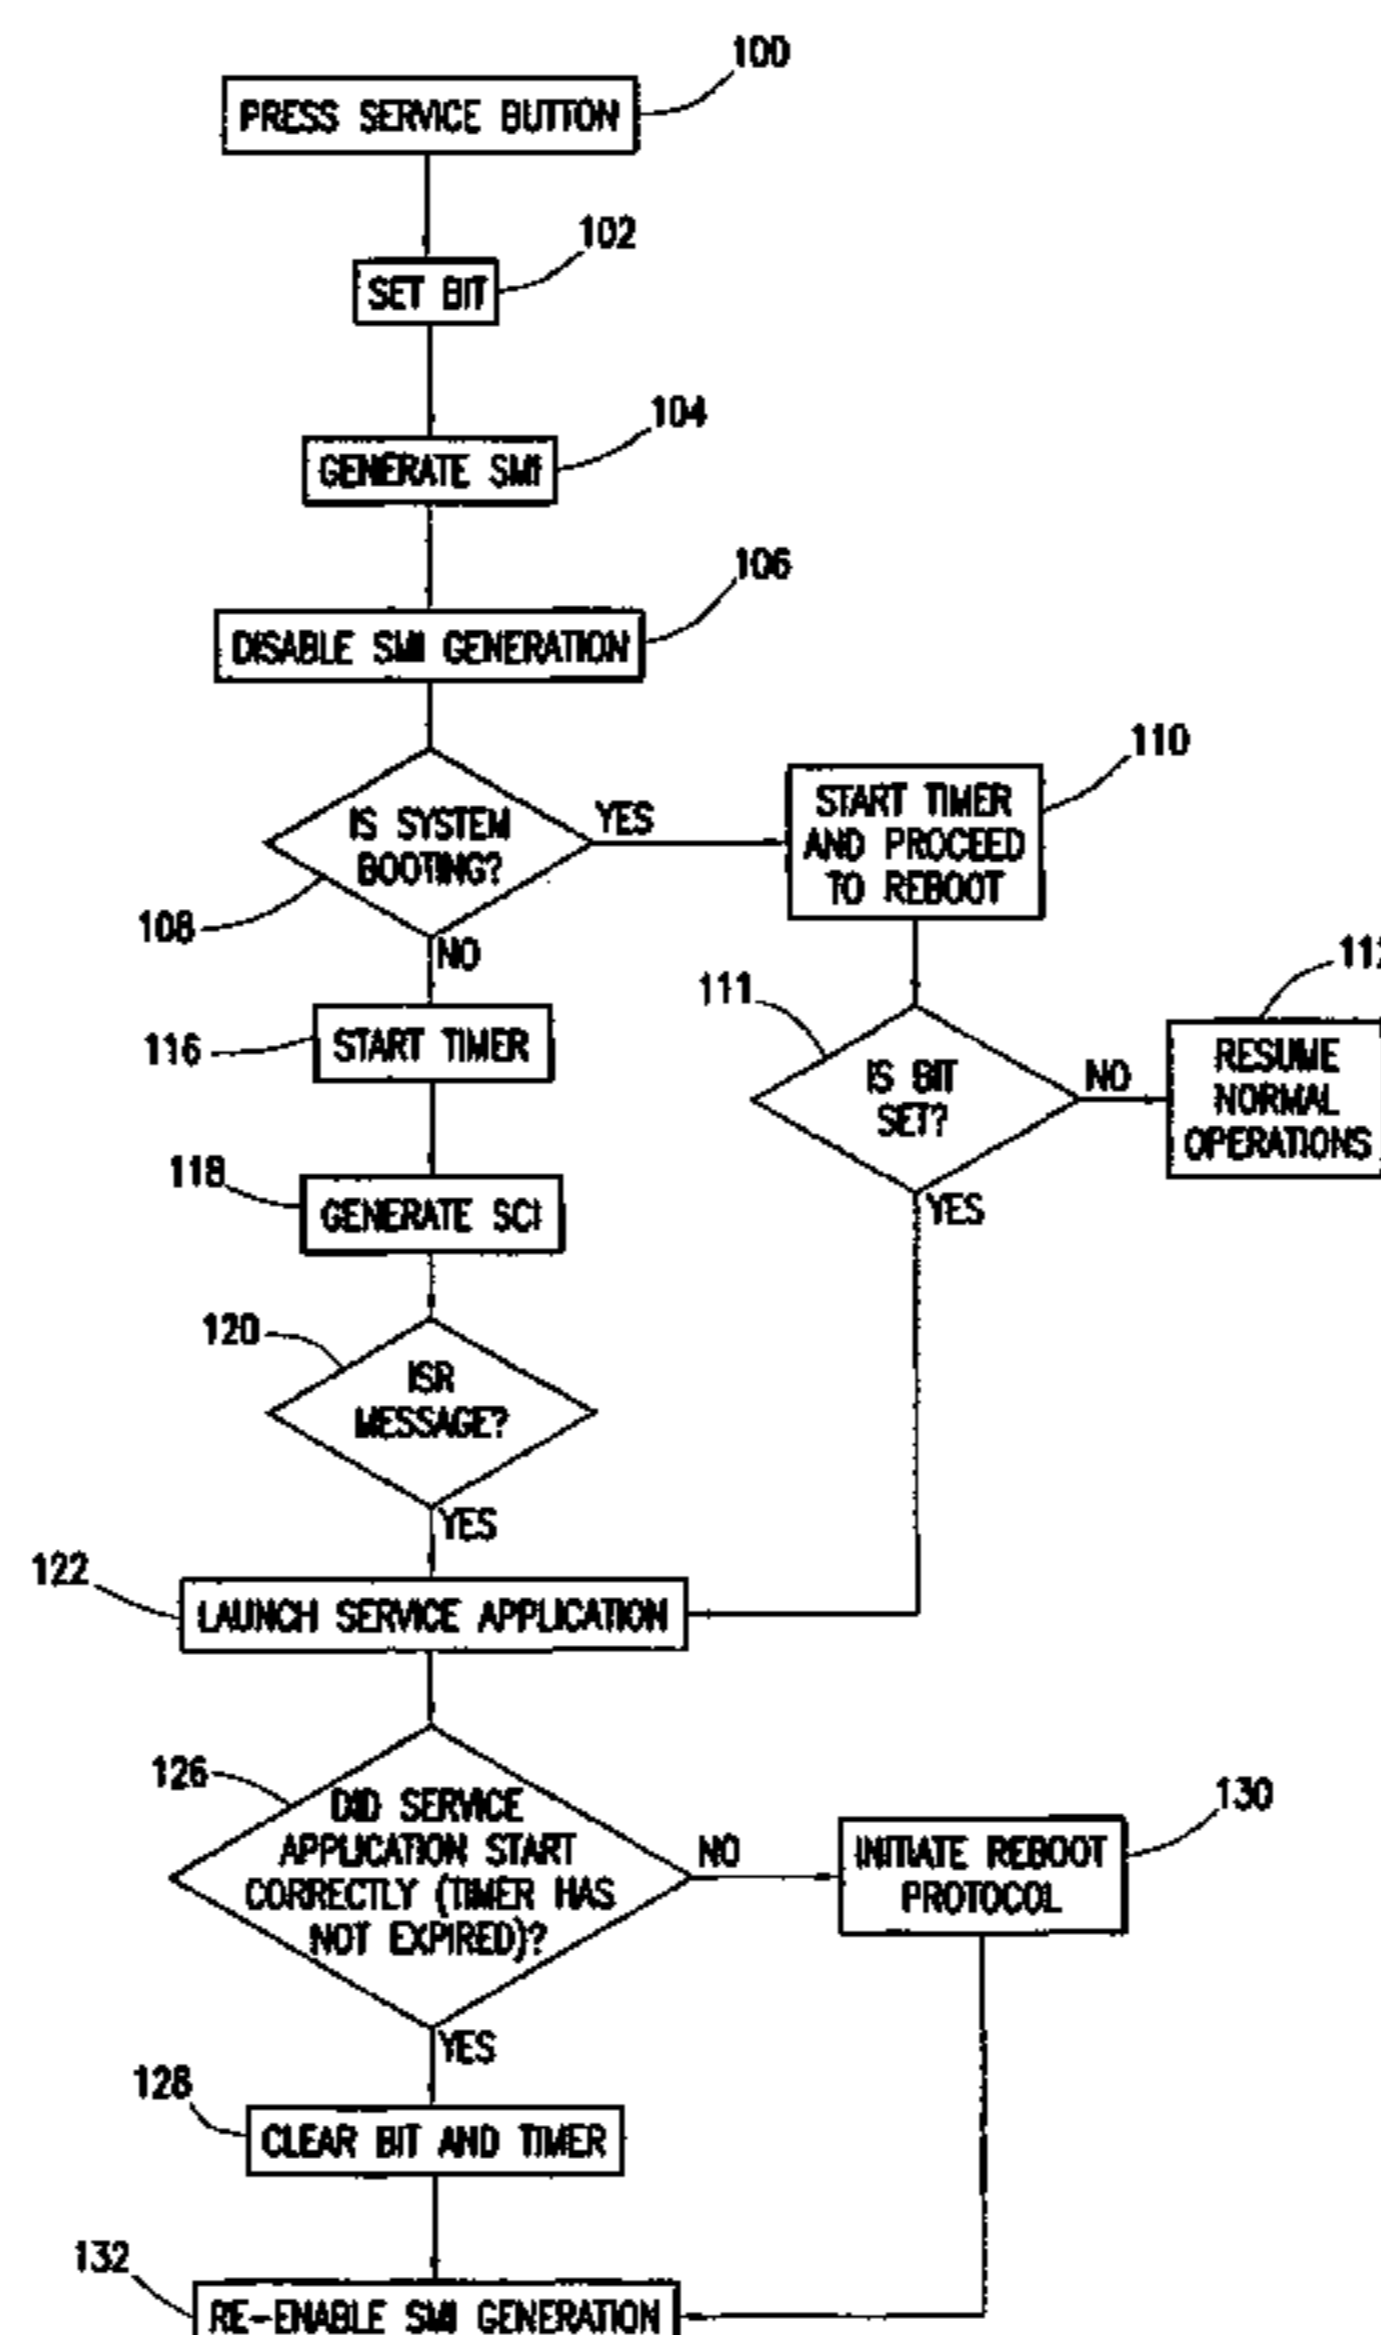 100
PRESS SERVICE BUTTON
102
SET BIT
104
GENERATE SMI
106
DISABLE SMI GENERATION
108
IS SYSTEM
BOOTING?
YES
NO
110
START TIMER
AND PROCEED
TO REBOOT
111
IS BIT
SET?
NO
YES
RESUME
NORMAL
OPERATIONS
116
START TIMER
118
GENERATE SCI
120
ISR
MESSAGE?
YES
122
LAUNCH SERVICE APPLICATION
126
DID SERVICE
APPLICATION START
CORRECTLY (TIMER HAS
NOT EXPIRED)?
NO
YES
130
INITIATE REBOOT
PROTOCOL
128
CLEAR BIT AND TIMER
132
RE-ENABLE SMI GENERATION